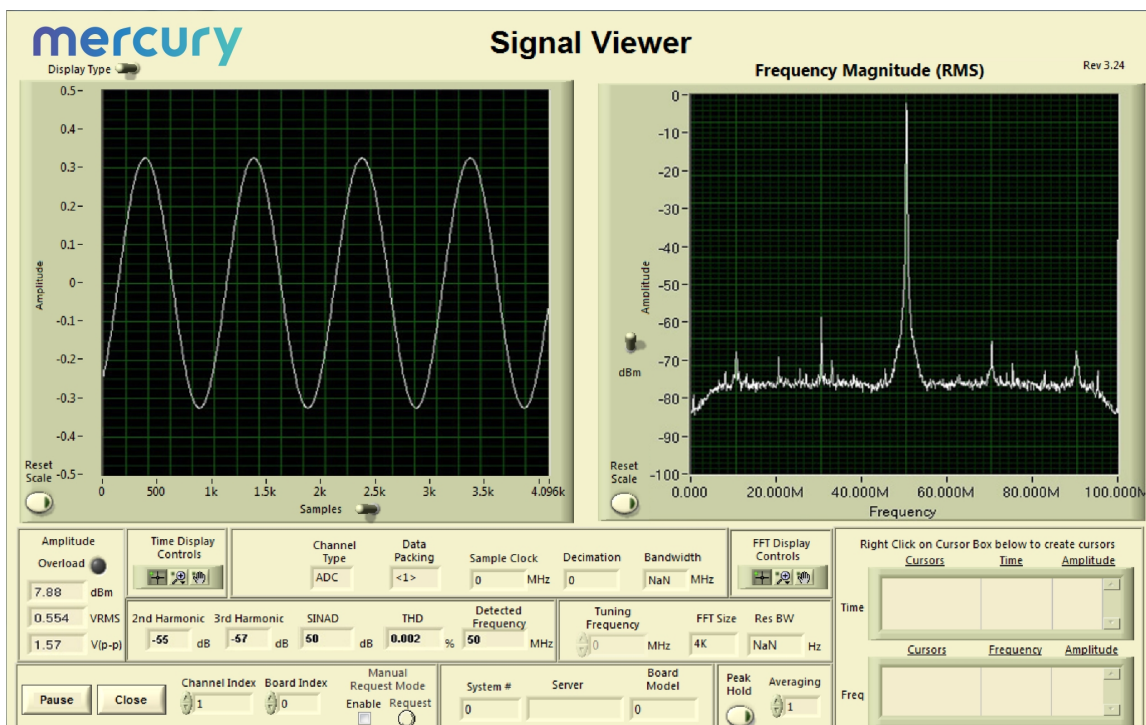 mercury
Signal Viewer
Display Type
Frequency Magnitude (RMS)
Rev 3.24
0.5
0.4
0.3
0.2
0.1
0
-0.1
-0.2
-0.3
-0.4
-0.5
Amplitude
Reset
Scale
0 500 1k 1.5k 2k 2.5k 3k 3.5k 4.096k
Samples
0
-10
-20
-30
-40
-50
-60
-70
-80
-90
-100
Amplitude
dBm
Reset
Scale
0.000 20.000M 40.000M 60.000M 80.000M 100.000M
Frequency
Amplitude
Overload
7.88 dBm
0.554 VRMS
1.57 V(p-p)
Time Display
Controls
Channel
Type
ADC
Data
Packing
<1>
Sample Clock
0 MHz
Decimation
0
Bandwidth
NaN MHz
FFT Display
Controls
2nd Harmonic
-55 dB
3rd Harmonic
-57 dB
SINAD
50 dB
THD
0.002 %
Detected
Frequency
50 MHz
Tuning
Frequency
0 MHz
FFT Size
4K
Res BW
NaN Hz
Pause
Close
Channel Index
1
Board Index
0
Manual
Request Mode
Enable Request
System #
0
Server
Board
Model
0
Peak
Hold
Averaging
1
Right Click on Cursor Box below to create cursors
Cursors Time Amplitude
Time
Cursors Frequency Amplitude
Freq